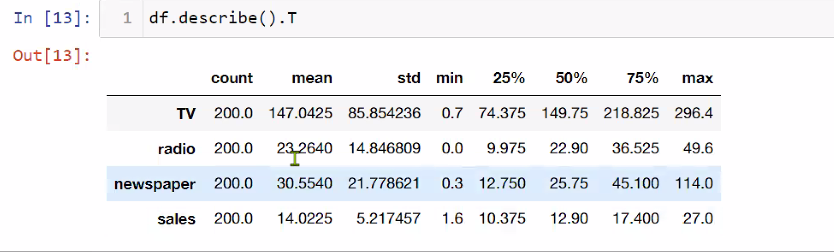 In [13]: 1 df.describe().T
Out[13]:
count mean std min 25% 50% 75% max
TV 200.0 147.0425 85.854236 0.7 74.375 149.75 218.825 296.4
radio 200.0 23.2640 14.846809 0.0 9.975 22.90 36.525 49.6
newspaper 200.0 30.5540 21.778621 0.3 12.750 25.75 45.100 114.0
sales 200.0 14.0225 5.217457 1.6 10.375 12.90 17.400 27.0